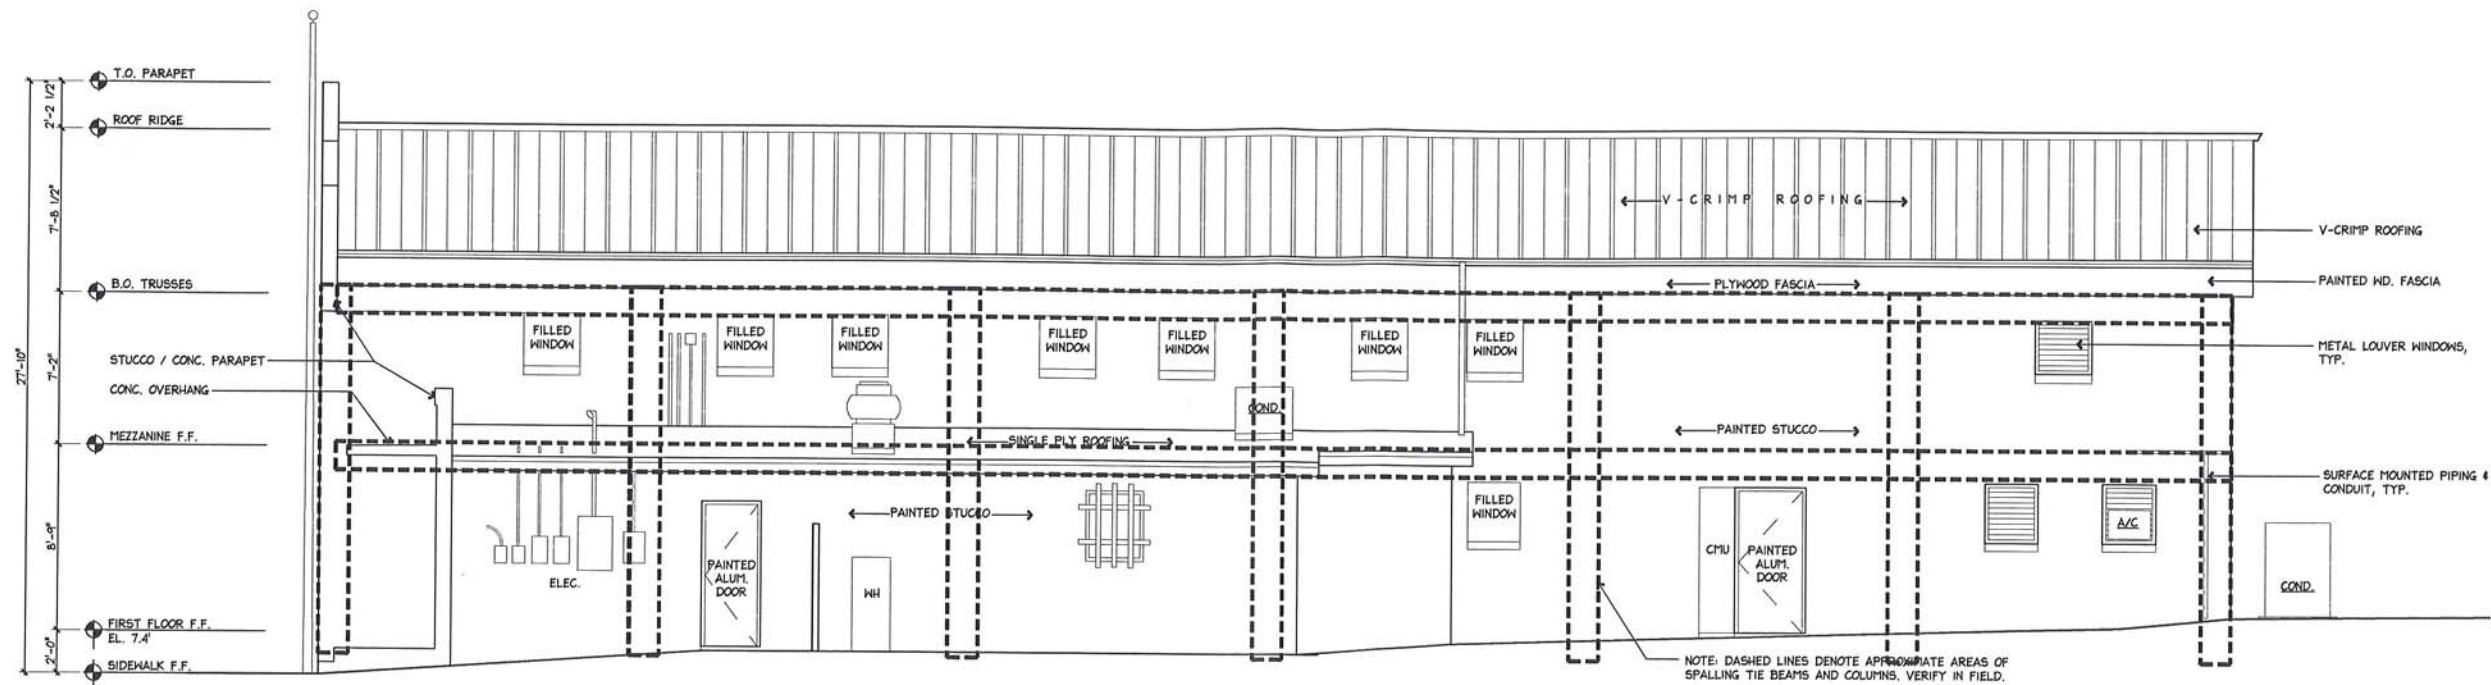 T.O. PARAPET
2'-2 1/2"
ROOF RIDGE
7'-8 1/2"
V-CRIMP ROOFING
V-CRIMP ROOFING
B.O. TRUSSES
PLYWOOD FASCIA
PAINTED WD. FASCIA
FILLED
WINDOW
FILLED
WINDOW
FILLED
WINDOW
FILLED
WINDOW
FILLED
WINDOW
FILLED
WINDOW
FILLED
WINDOW
METAL LOUVER WINDOWS,
TYP.
27'-10"
7'-2"
STUCCO / CONC. PARAPET
CONC. OVERHANG
COND.
MEZZANINE F.F.
SINGLE PLY ROOFING
PAINTED STUCCO
SURFACE MOUNTED PIPING &
CONDUIT, TYP.
8'-9"
PAINTED STUCCO
FILLED
WINDOW
A/C
ELEC.
PAINTED
ALUM.
DOOR
WH
CMU
PAINTED
ALUM.
DOOR
COND.
FIRST FLOOR F.F.
EL. 7.4'
2'-0"
SIDEWALK F.F.
NOTE: DASHED LINES DENOTE APPROXIMATE AREAS OF
SPALLING TIE BEAMS AND COLUMNS. VERIFY IN FIELD.